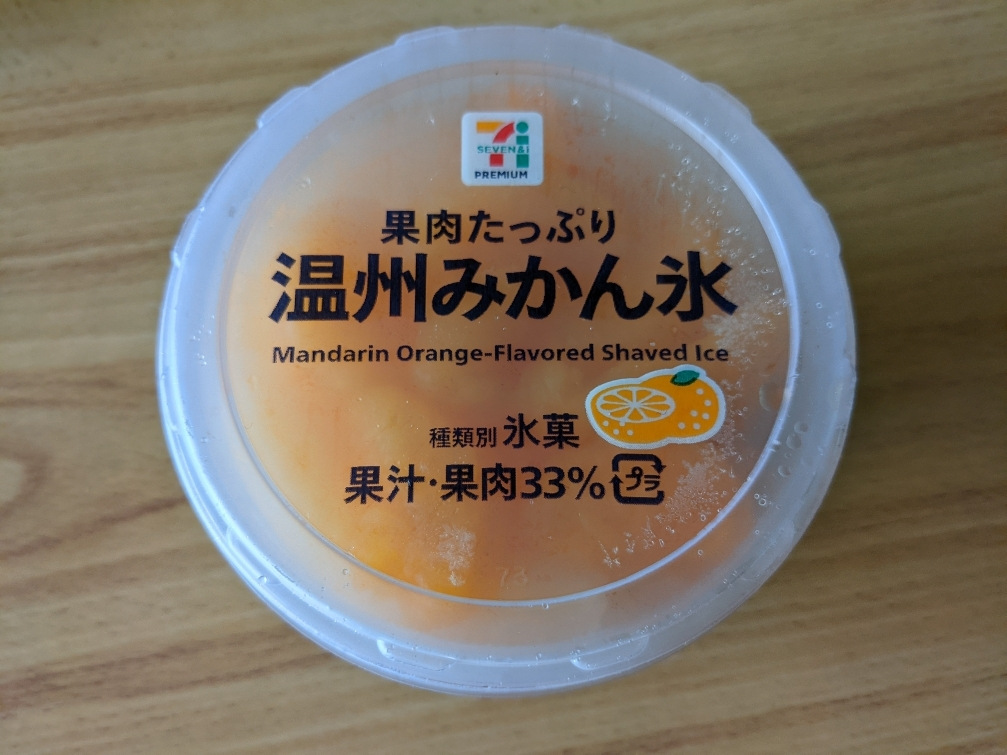 SEVEN&i
PREMIUM
果肉たっぷり
温州みかん氷
Mandarin Orange-Flavored Shaved Ice
種類別 氷菓
果汁・果肉33% プラ
73